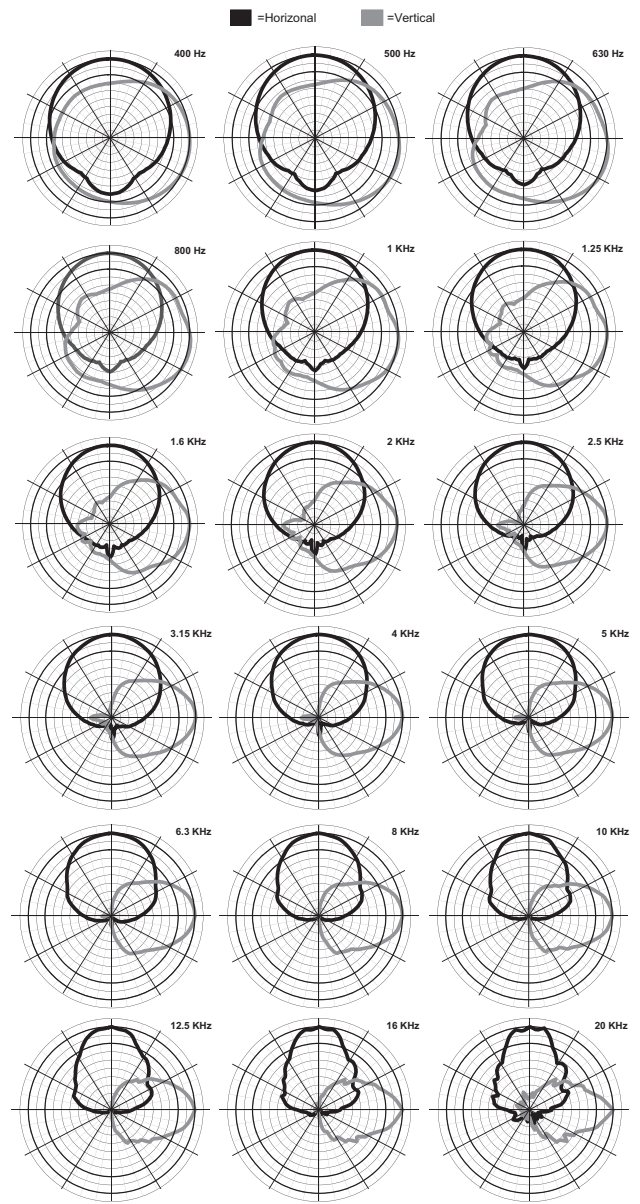 =Horizonal =Vertical
400 Hz 500 Hz 630 Hz
800 Hz 1 KHz 1.25 KHz
1.6 KHz 2 KHz 2.5 KHz
3.15 KHz 4 KHz 5 KHz
6.3 KHz 8 KHz 10 KHz
12.5 KHz 16 KHz 20 KHz